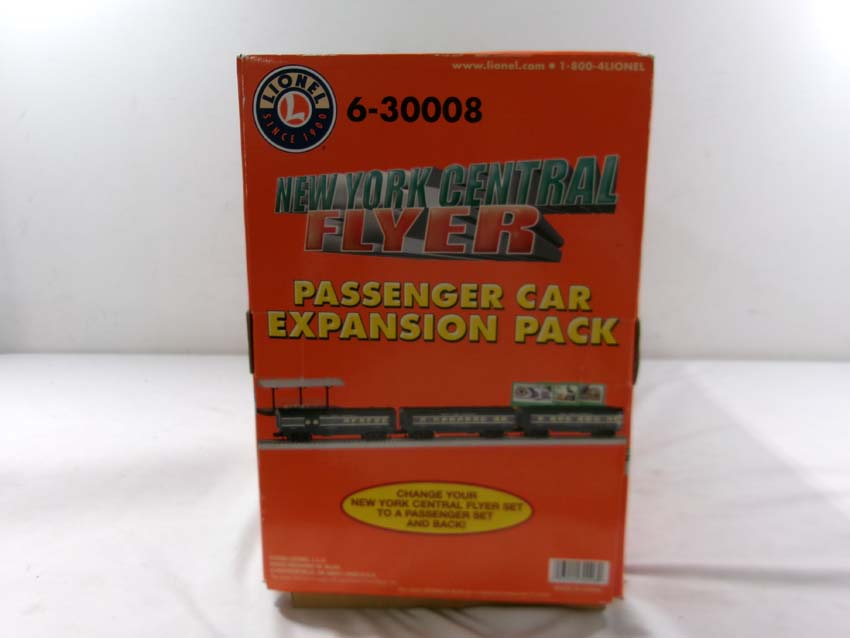 www.lionel.com • 1-800-4LIONEL
LIONEL
L
SINCE 1900
6-30008
NEW YORK CENTRAL
FLYER
PASSENGER CAR
EXPANSION PACK
CHANGE YOUR
NEW YORK CENTRAL FLYER SET
TO A PASSENGER SET
AND BACK!